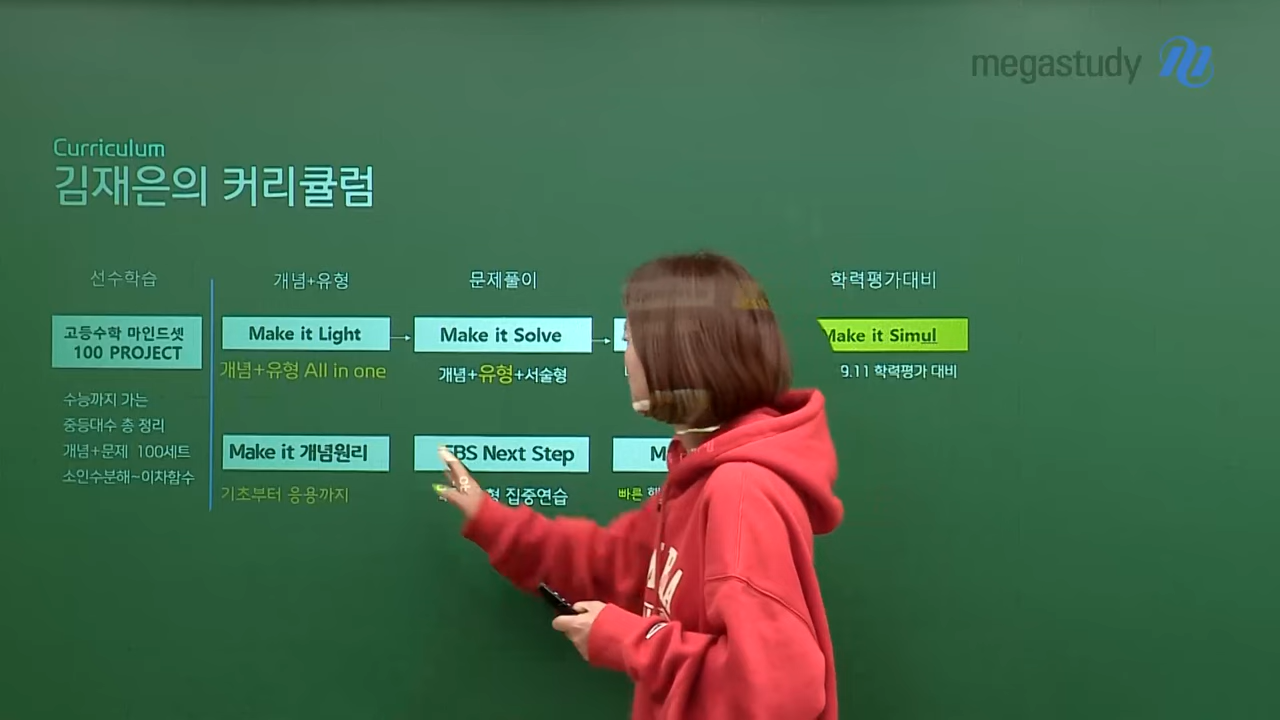 megastudy
Curriculum
김재은의 커리큘럼
선수학습
개념+유형
문제풀이
학력평가대비
고등수학 마인드셋
100 PROJECT
Make it Light
Make it Solve
Make it Simul
개념+유형 All in one
개념+유형+서술형
9.11 학력평가 대비
수능까지 가는
중등대수 총 정리
개념+문제 100세트
소인수분해~이차함수
Make it 개념원리
EBS Next Step
기초부터 응용까지
집중연습
빠른